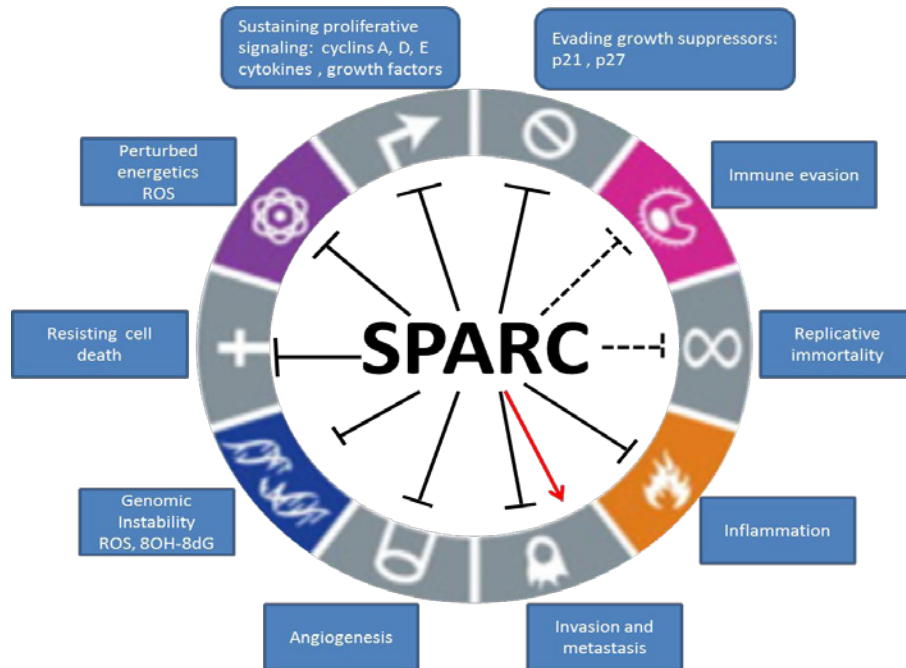 Sustaining proliferative
signaling: cyclins A, D, E
cytokines , growth factors
Evading growth suppressors:
p21 , p27
Perturbed
energetics
ROS
Immune evasion
Resisting cell
death
SPARC
Replicative
immortality
Genomic
Instability
ROS, 8OH-8dG
Inflammation
Angiogenesis
Invasion and
metastasis